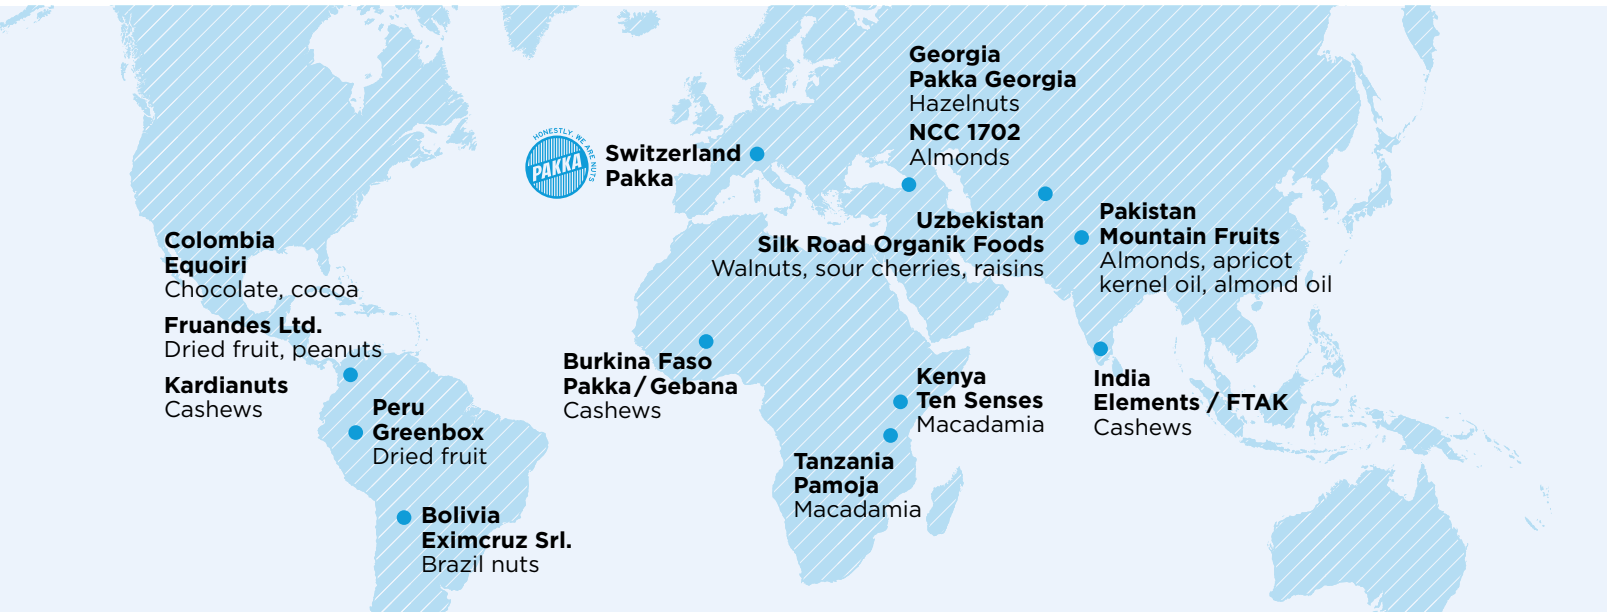 Georgia
Pakka Georgia
Hazelnuts
NCC 1702
Almonds
HONESTLY, WE ARE NUTS
PAKKA
Switzerland
Pakka
Uzbekistan
Silk Road Organik Foods
Walnuts, sour cherries, raisins
Pakistan
Mountain Fruits
Almonds, apricot
kernel oil, almond oil
Colombia
Equoiri
Chocolate, cocoa
Fruandes Ltd.
Dried fruit, peanuts
Kardianuts
Cashews
Peru
Greenbox
Dried fruit
Bolivia
Eximcruz Srl.
Brazil nuts
Burkina Faso
Pakka / Gebana
Cashews
Kenya
Ten Senses
Macadamia
Tanzania
Pamoja
Macadamia
India
Elements / FTAK
Cashews